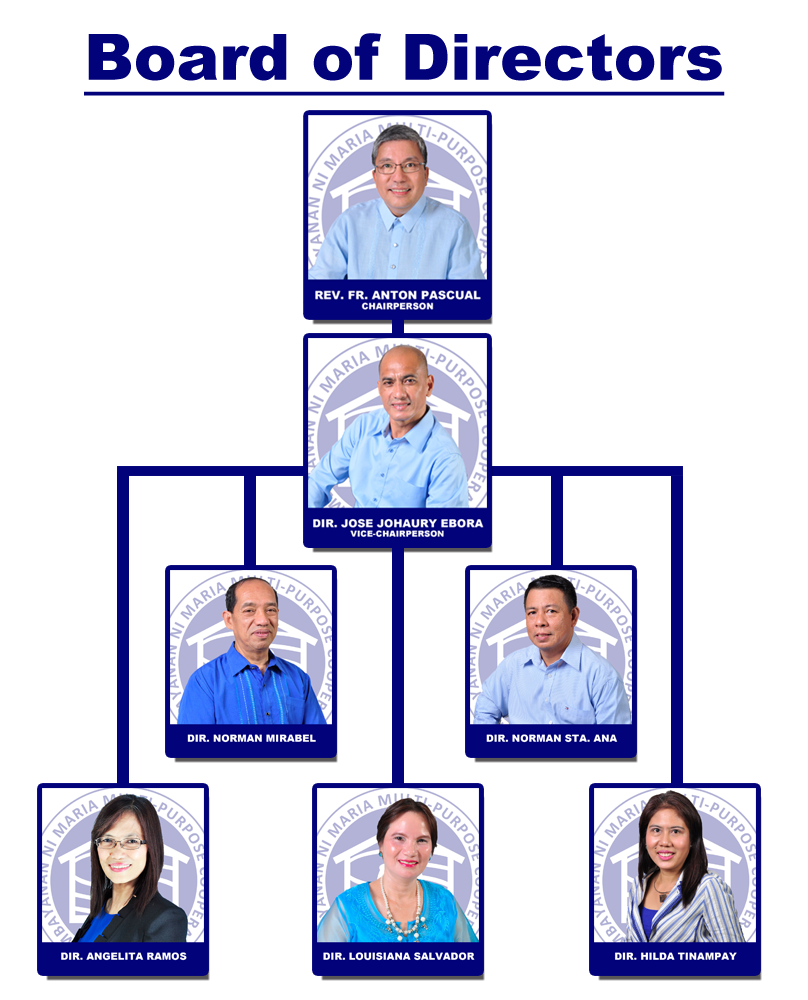 Board of Directors
REV. FR. ANTON PASCUAL
CHAIRPERSON
DIR. JOSE JOHAURY EBORA
VICE-CHAIRPERSON
DIR. NORMAN MIRABEL
DIR. NORMAN STA. ANA
DIR. ANGELITA RAMOS
DIR. LOUISIANA SALVADOR
DIR. HILDA TINAMPAY